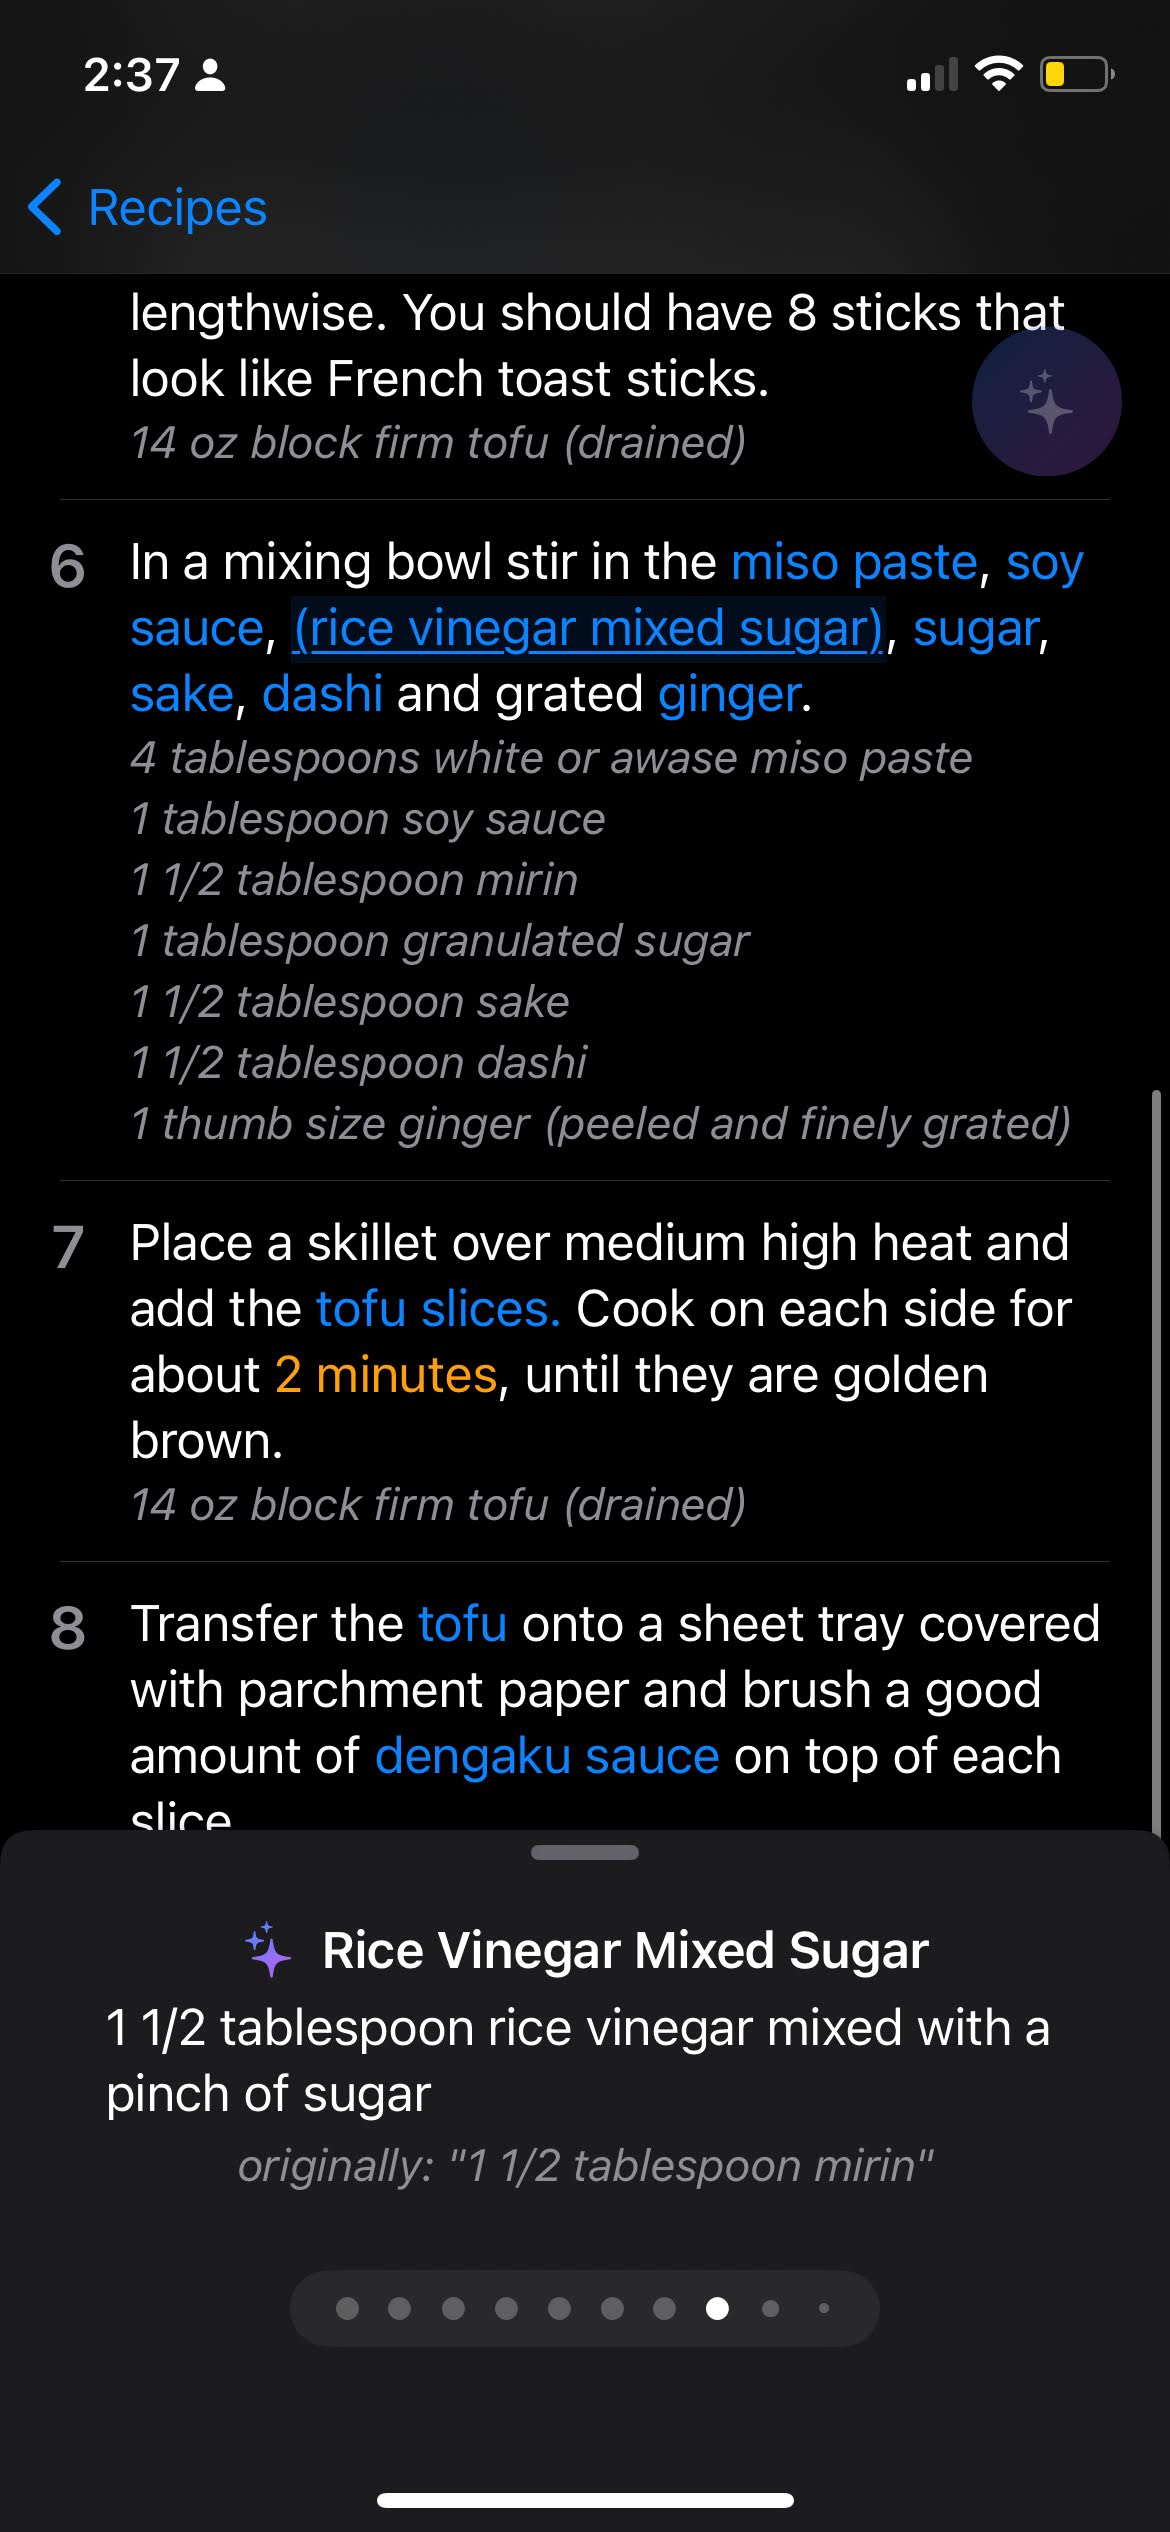 2:37
Recipes
lengthwise. You should have 8 sticks that
look like French toast sticks.
14 oz block firm tofu (drained)
6
In a mixing bowl stir in the miso paste, soy
sauce, (rice vinegar mixed sugar), sugar,
sake, dashi and grated ginger.
4 tablespoons white or awase miso paste
1 tablespoon soy sauce
1 1/2 tablespoon mirin
1 tablespoon granulated sugar
1 1/2 tablespoon sake
1 1/2 tablespoon dashi
1 thumb size ginger (peeled and finely grated)
7
Place a skillet over medium high heat and
add the tofu slices. Cook on each side for
about 2 minutes, until they are golden
brown.
14 oz block firm tofu (drained)
8
Transfer the tofu onto a sheet tray covered
with parchment paper and brush a good
amount of dengaku sauce on top of each
slice
Rice Vinegar Mixed Sugar
1 1/2 tablespoon rice vinegar mixed with a
pinch of sugar
originally: "1 1/2 tablespoon mirin"